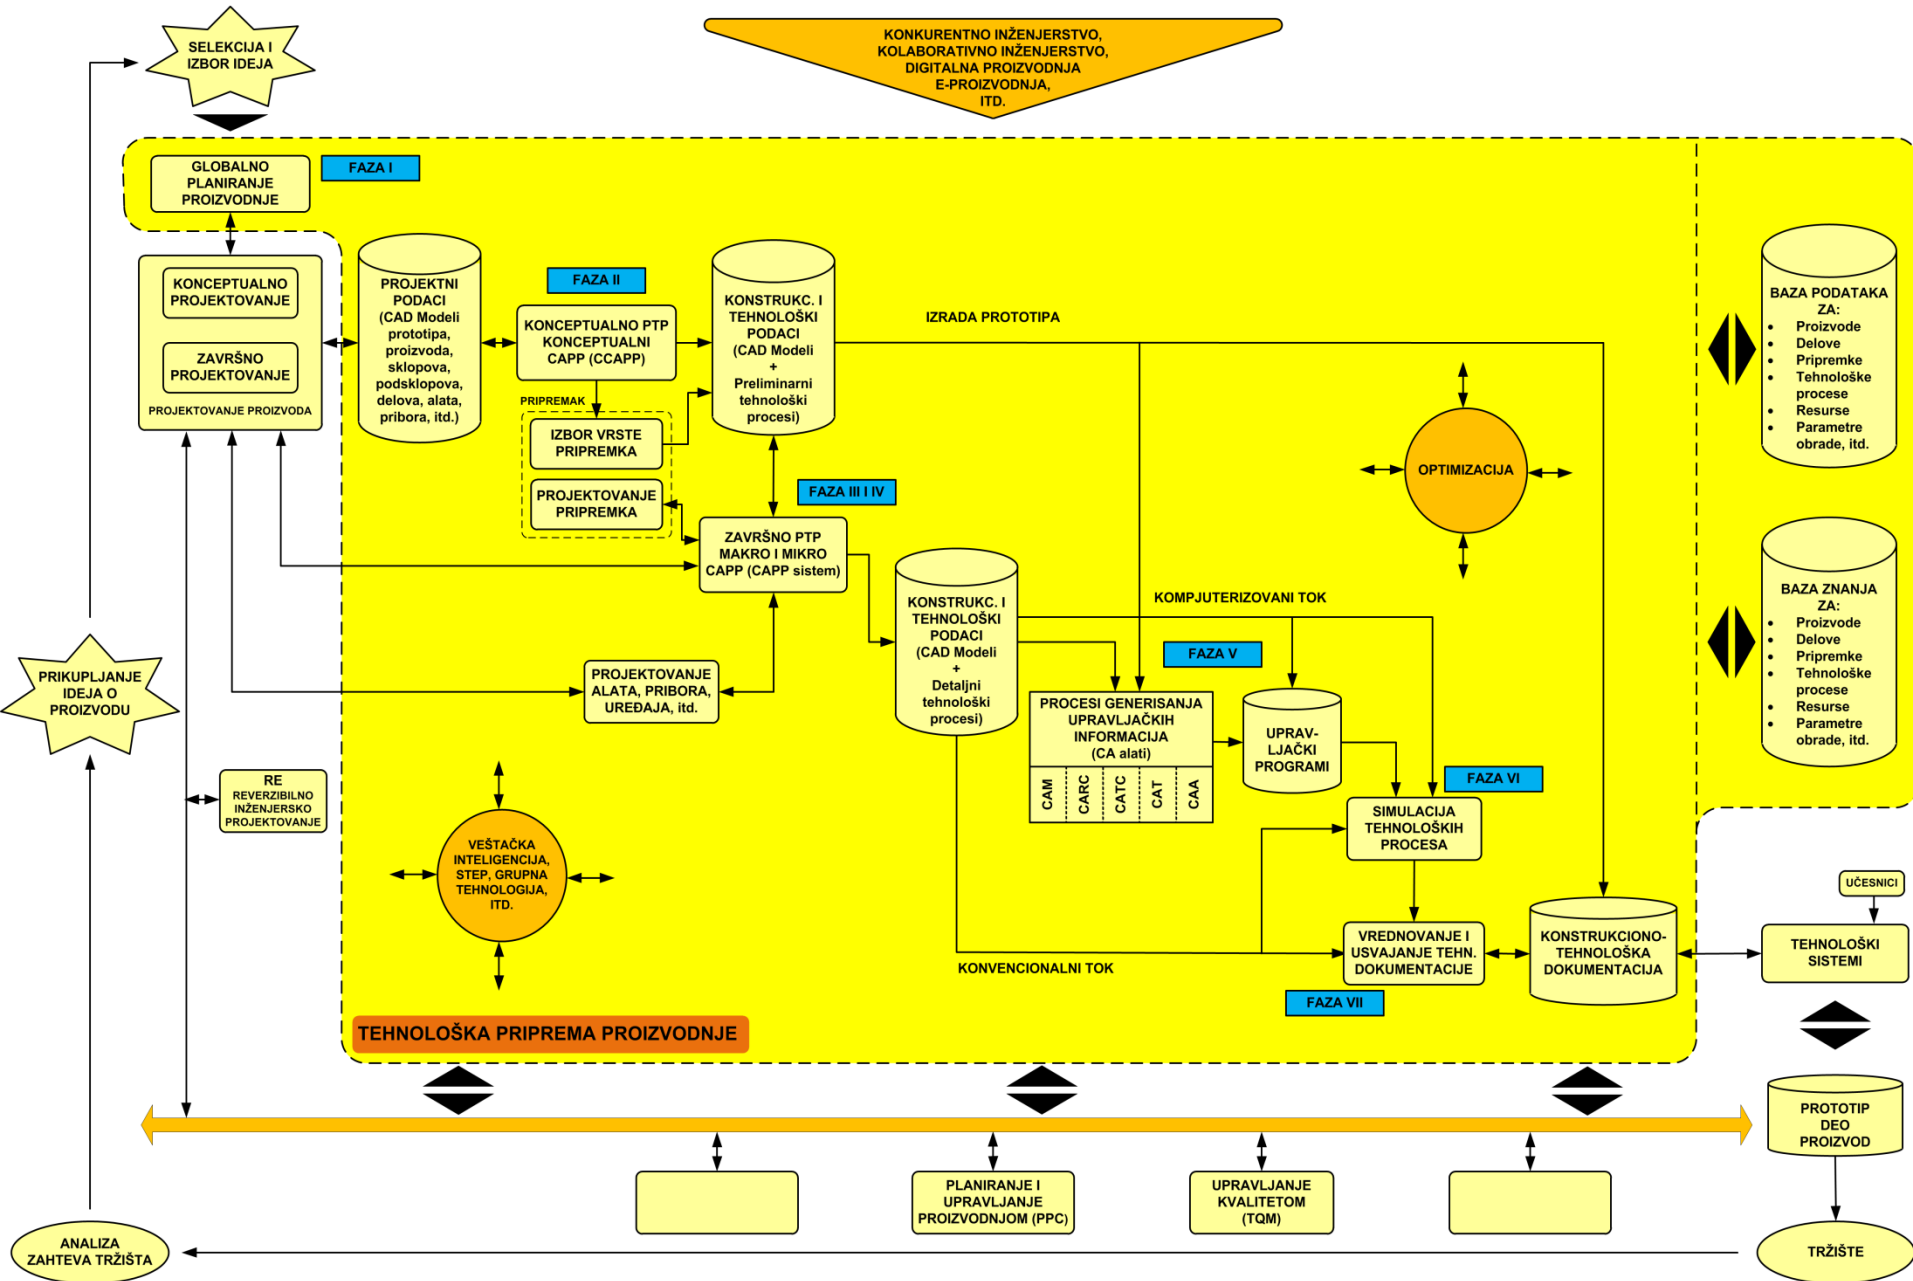 SELEKCIJA I
IZBOR IDEJA
KONKURENTNO INŽENJERSTVO,
KOLABORATIVNO INŽENJERSTVO,
DIGITALNA PROIZVODNJA
E-PROIZVODNJA,
ITD.
GLOBALNO
PLANIRANJE
PROIZVODNJE
FAZA I
KONCEPTUALNO
PROJEKTOVANJE
ZAVRŠNO
PROJEKTOVANJE
PROJEKTOVANJE PROIZVODA
PROJEKTNI
PODACI
(CAD Modeli
prototipa,
proizvoda,
sklopova,
podsklopova,
delova, alata,
pribora, itd.)
FAZA II
KONCEPTUALNO PTP
KONCEPTUALNI
CAPP (CCAPP)
PRIPREMAK
IZBOR VRSTE
PRIPREMKA
PROJEKTOVANJE
PRIPREMKA
KONSTRUKC. I
TEHNOLOŠKI
PODACI
(CAD Modeli
+
Preliminarni
tehnološki
procesi)
IZRADA PROTOTIPA
FAZA III I IV
ZAVRŠNO PTP
MAKRO I MIKRO
CAPP (CAPP sistem)
OPTIMIZACIJA
BAZA PODATAKA
ZA:
• Proizvode
• Delove
• Pripremke
• Tehnološke
procese
• Resurse
• Parametre
obrade, itd.
BAZA ZNANJA
ZA:
• Proizvode
• Delove
• Pripremke
• Tehnološke
procese
• Resurse
• Parametre
obrade, itd.
KONSTRUKC. I
TEHNOLOŠKI
PODACI
(CAD Modeli
+
Detaljni
tehnološki
procesi)
KOMPJUTERIZOVANI TOK
FAZA V
PRIKUPLJANJE
IDEJA O
PROIZVODU
PROJEKTOVANJE
ALATA, PRIBORA,
UREĐAJA, itd.
PROCESI GENERISANJA
UPRAVLJAČKIH
INFORMACIJA
(CA alati)
CAM
CARC
CATC
CAT
CAA
UPRAV-
LJAČKI
PROGRAMI
FAZA VI
SIMULACIJA
TEHNOLOŠKIH
PROCESA
RE
REVERZIBILNO
INŽENJERSKO
PROJEKTOVANJE
VEŠTAČKA
INTELIGENCIJA,
STEP, GRUPNA
TEHNOLOGIJA,
ITD.
KONVENCIONALNI TOK
VREDNOVANJE I
USVAJANJE TEHN.
DOKUMENTACIJE
FAZA VII
KONSTRUKCIONO-
TEHNOLOŠKA
DOKUMENTACIJA
UČESNICI
TEHNOLOŠKI
SISTEMI
TEHNOLOŠKA PRIPREMA PROIZVODNJE
PROTOTIP
DEO
PROIZVOD
PLANIRANJE I
UPRAVLJANJE
PROIZVODNJOM (PPC)
UPRAVLJANJE
KVALITETOM
(TQM)
ANALIZA
ZAHTEVA TRŽIŠTA
TRŽIŠTE